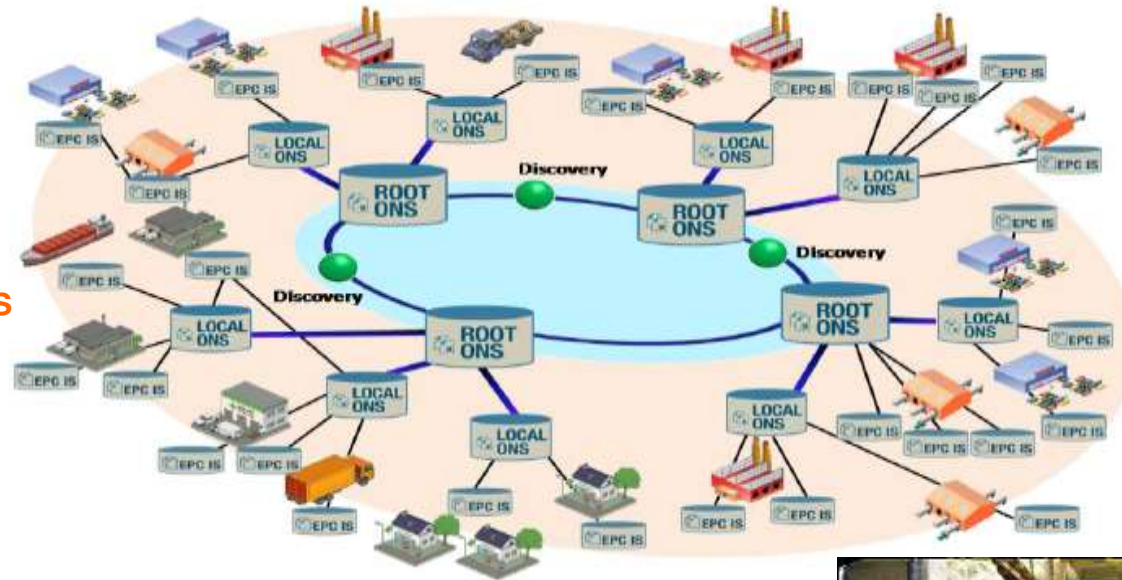 EPC IS
EPC IS
EPC IS
EPC IS
EPC IS
EPC IS
EPC IS
EPC IS
EPC IS
LOCAL
ONS
LOCAL
ONS
LOCAL
ONS
EPC IS
LOCAL
ONS
EPC IS
ROOT
ONS
Discovery
ROOT
ONS
EPC IS
Discovery
EPC IS
EPC IS
Discovery
s
LOCAL
ONS
ROOT
ONS
ROOT
ONS
LOCAL
ONS
EPC IS
EPC IS
EPC IS
LOCAL
ONS
LOCAL
ONS
LOCAL
ONS
EPC IS
EPC IS
EPC IS
EPC IS
EPC IS
EPC IS
EPC IS
EPC IS
EPC IS
EPC IS
EPC IS
EPC IS